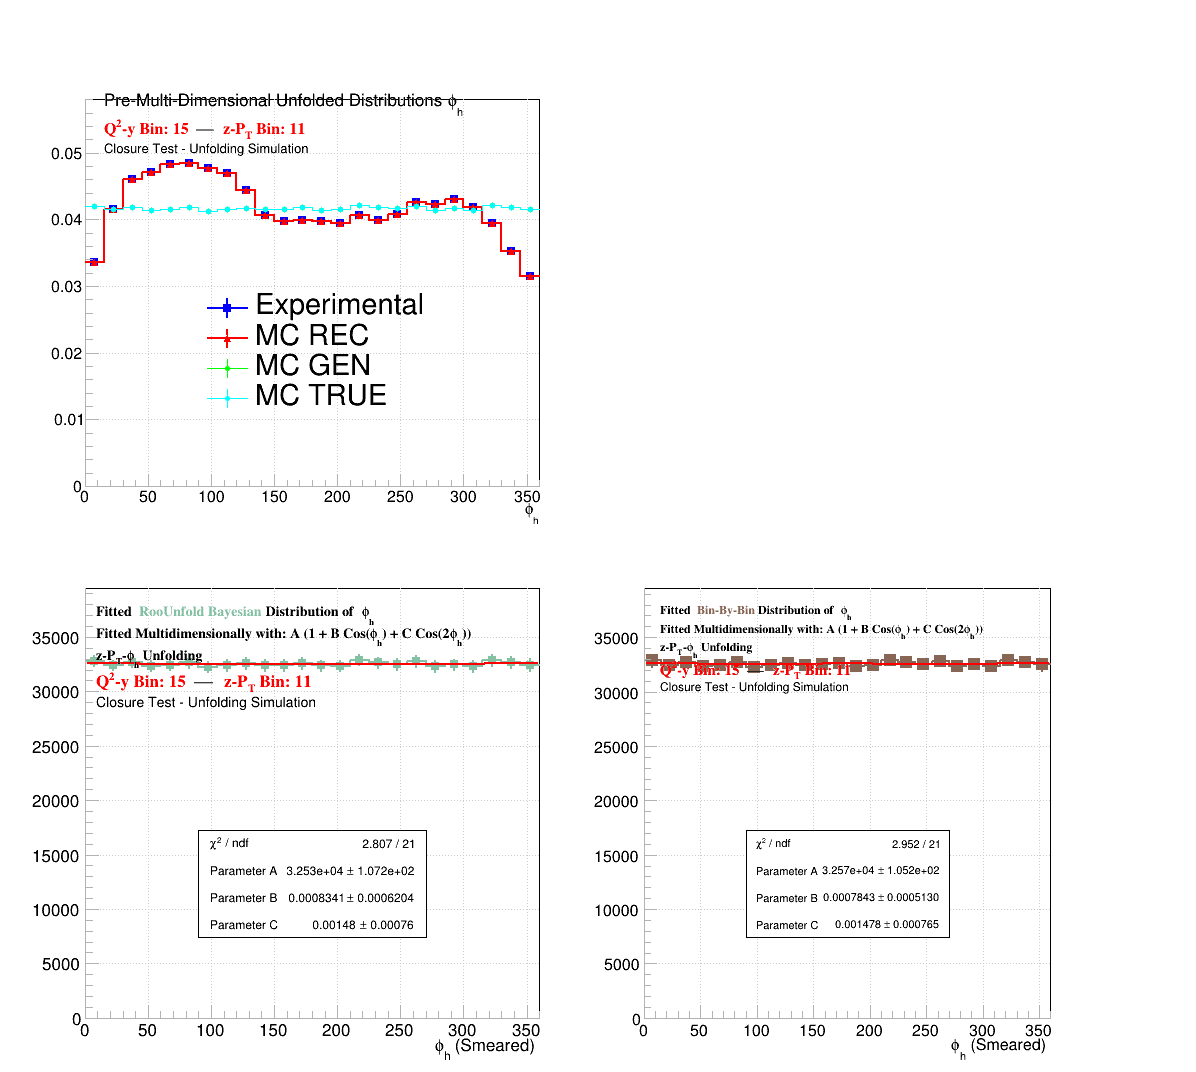 Pre-Multi-Dimensional Unfolded Distributions ϕh
Q2-y Bin: 15 — z-PT Bin: 11
Closure Test - Unfolding Simulation
0.05
0.04
0.03
0.02
0.01
0
Experimental
MC REC
MC GEN
MC TRUE
0 50 100 150 200 250 300 350
ϕh
Fitted RooUnfold Bayesian Distribution of ϕh
Fitted Multidimensionally with: A (1 + B Cos(ϕh) + C Cos(2ϕh))
z-PT-ϕh Unfolding
Q2-y Bin: 15 — z-PT Bin: 11
Closure Test - Unfolding Simulation
35000
30000
25000
20000
15000
10000
5000
0
χ2 / ndf 2.807 / 21
Parameter A 3.253e+04 ± 1.072e+02
Parameter B 0.0008341 ± 0.0006204
Parameter C 0.00148 ± 0.00076
0 50 100 150 200 250 300 350
ϕh (Smeared)
Fitted Bin-By-Bin Distribution of ϕh
Fitted Multidimensionally with: A (1 + B Cos(ϕh) + C Cos(2ϕh))
z-PT-ϕh Unfolding
Q2-y Bin: 15 — z-PT Bin: 11
Closure Test - Unfolding Simulation
35000
30000
25000
20000
15000
10000
5000
0
χ2 / ndf 2.952 / 21
Parameter A 3.257e+04 ± 1.052e+02
Parameter B 0.0007843 ± 0.0005130
Parameter C 0.001478 ± 0.000765
0 50 100 150 200 250 300 350
ϕh (Smeared)